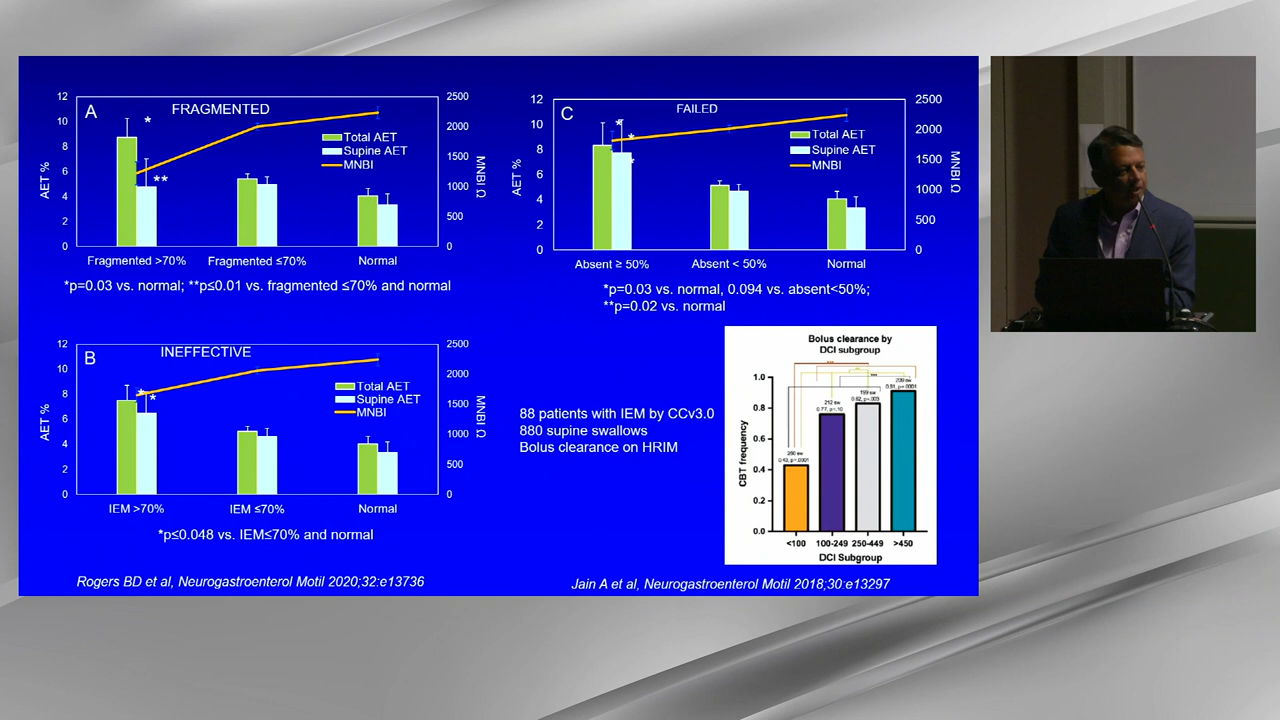 A
FRAGMENTED
12
10
8
6
4
2
0
AET %
2500
2000
1500
1000
500
0
MNBI Ω
Total AET
Supine AET
MNBI
*
**
Fragmented >70%
Fragmented ≤70%
Normal
*p=0.03 vs. normal; **p≤0.01 vs. fragmented ≤70% and normal
C
FAILED
12
10
8
6
4
2
0
AET %
2500
2000
1500
1000
500
0
MNBI Ω
Total AET
Supine AET
MNBI
*
*
*
Absent ≥ 50%
Absent < 50%
Normal
*p=0.03 vs. normal, 0.094 vs. absent<50%;
**p=0.02 vs. normal
B
INEFFECTIVE
12
10
8
6
4
2
0
AET %
2500
2000
1500
1000
500
0
MNBI Ω
Total AET
Supine AET
MNBI
*
*
IEM >70%
IEM ≤70%
Normal
*p≤0.048 vs. IEM≤70% and normal
88 patients with IEM by CCv3.0
880 supine swallows
Bolus clearance on HRIM
Bolus clearance by
DCI subgroup
1.0
0.8
0.6
0.4
0.2
0.0
CBT frequency
<100
100-249
250-449
>450
DCI Subgroup
Rogers BD et al, Neurogastroenterol Motil 2020;32:e13736
Jain A et al, Neurogastroenterol Motil 2018;30:e13297